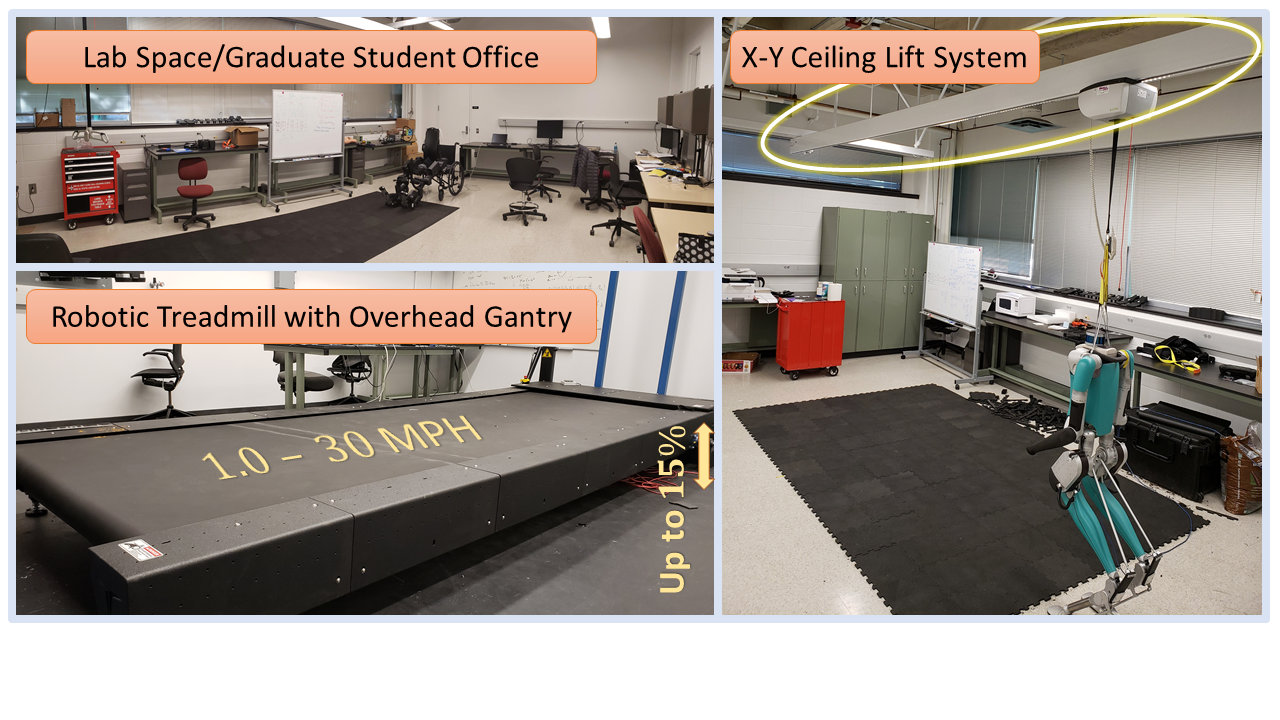 Lab Space/Graduate Student Office
X-Y Ceiling Lift System
Robotic Treadmill with Overhead Gantry
1.0 – 30 MPH
Up to 15%